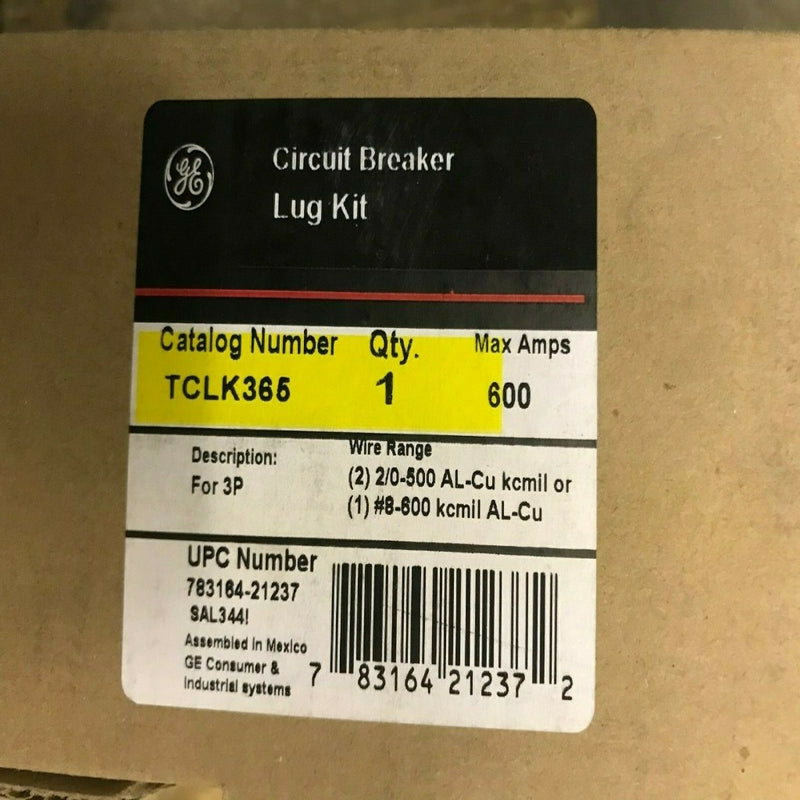 GE
Circuit Breaker
Lug Kit
Catalog Number Qty. Max Amps
TCLK365 1 600
Description:
For 3P
Wire Range
(2) 2/0-500 AL-Cu kcmil or
(1) #8-600 kcmil AL-Cu
UPC Number
783164-21237
SAL344!
Assembled in Mexico
GE Consumer &
Industrial systems
7 83164 21237 2